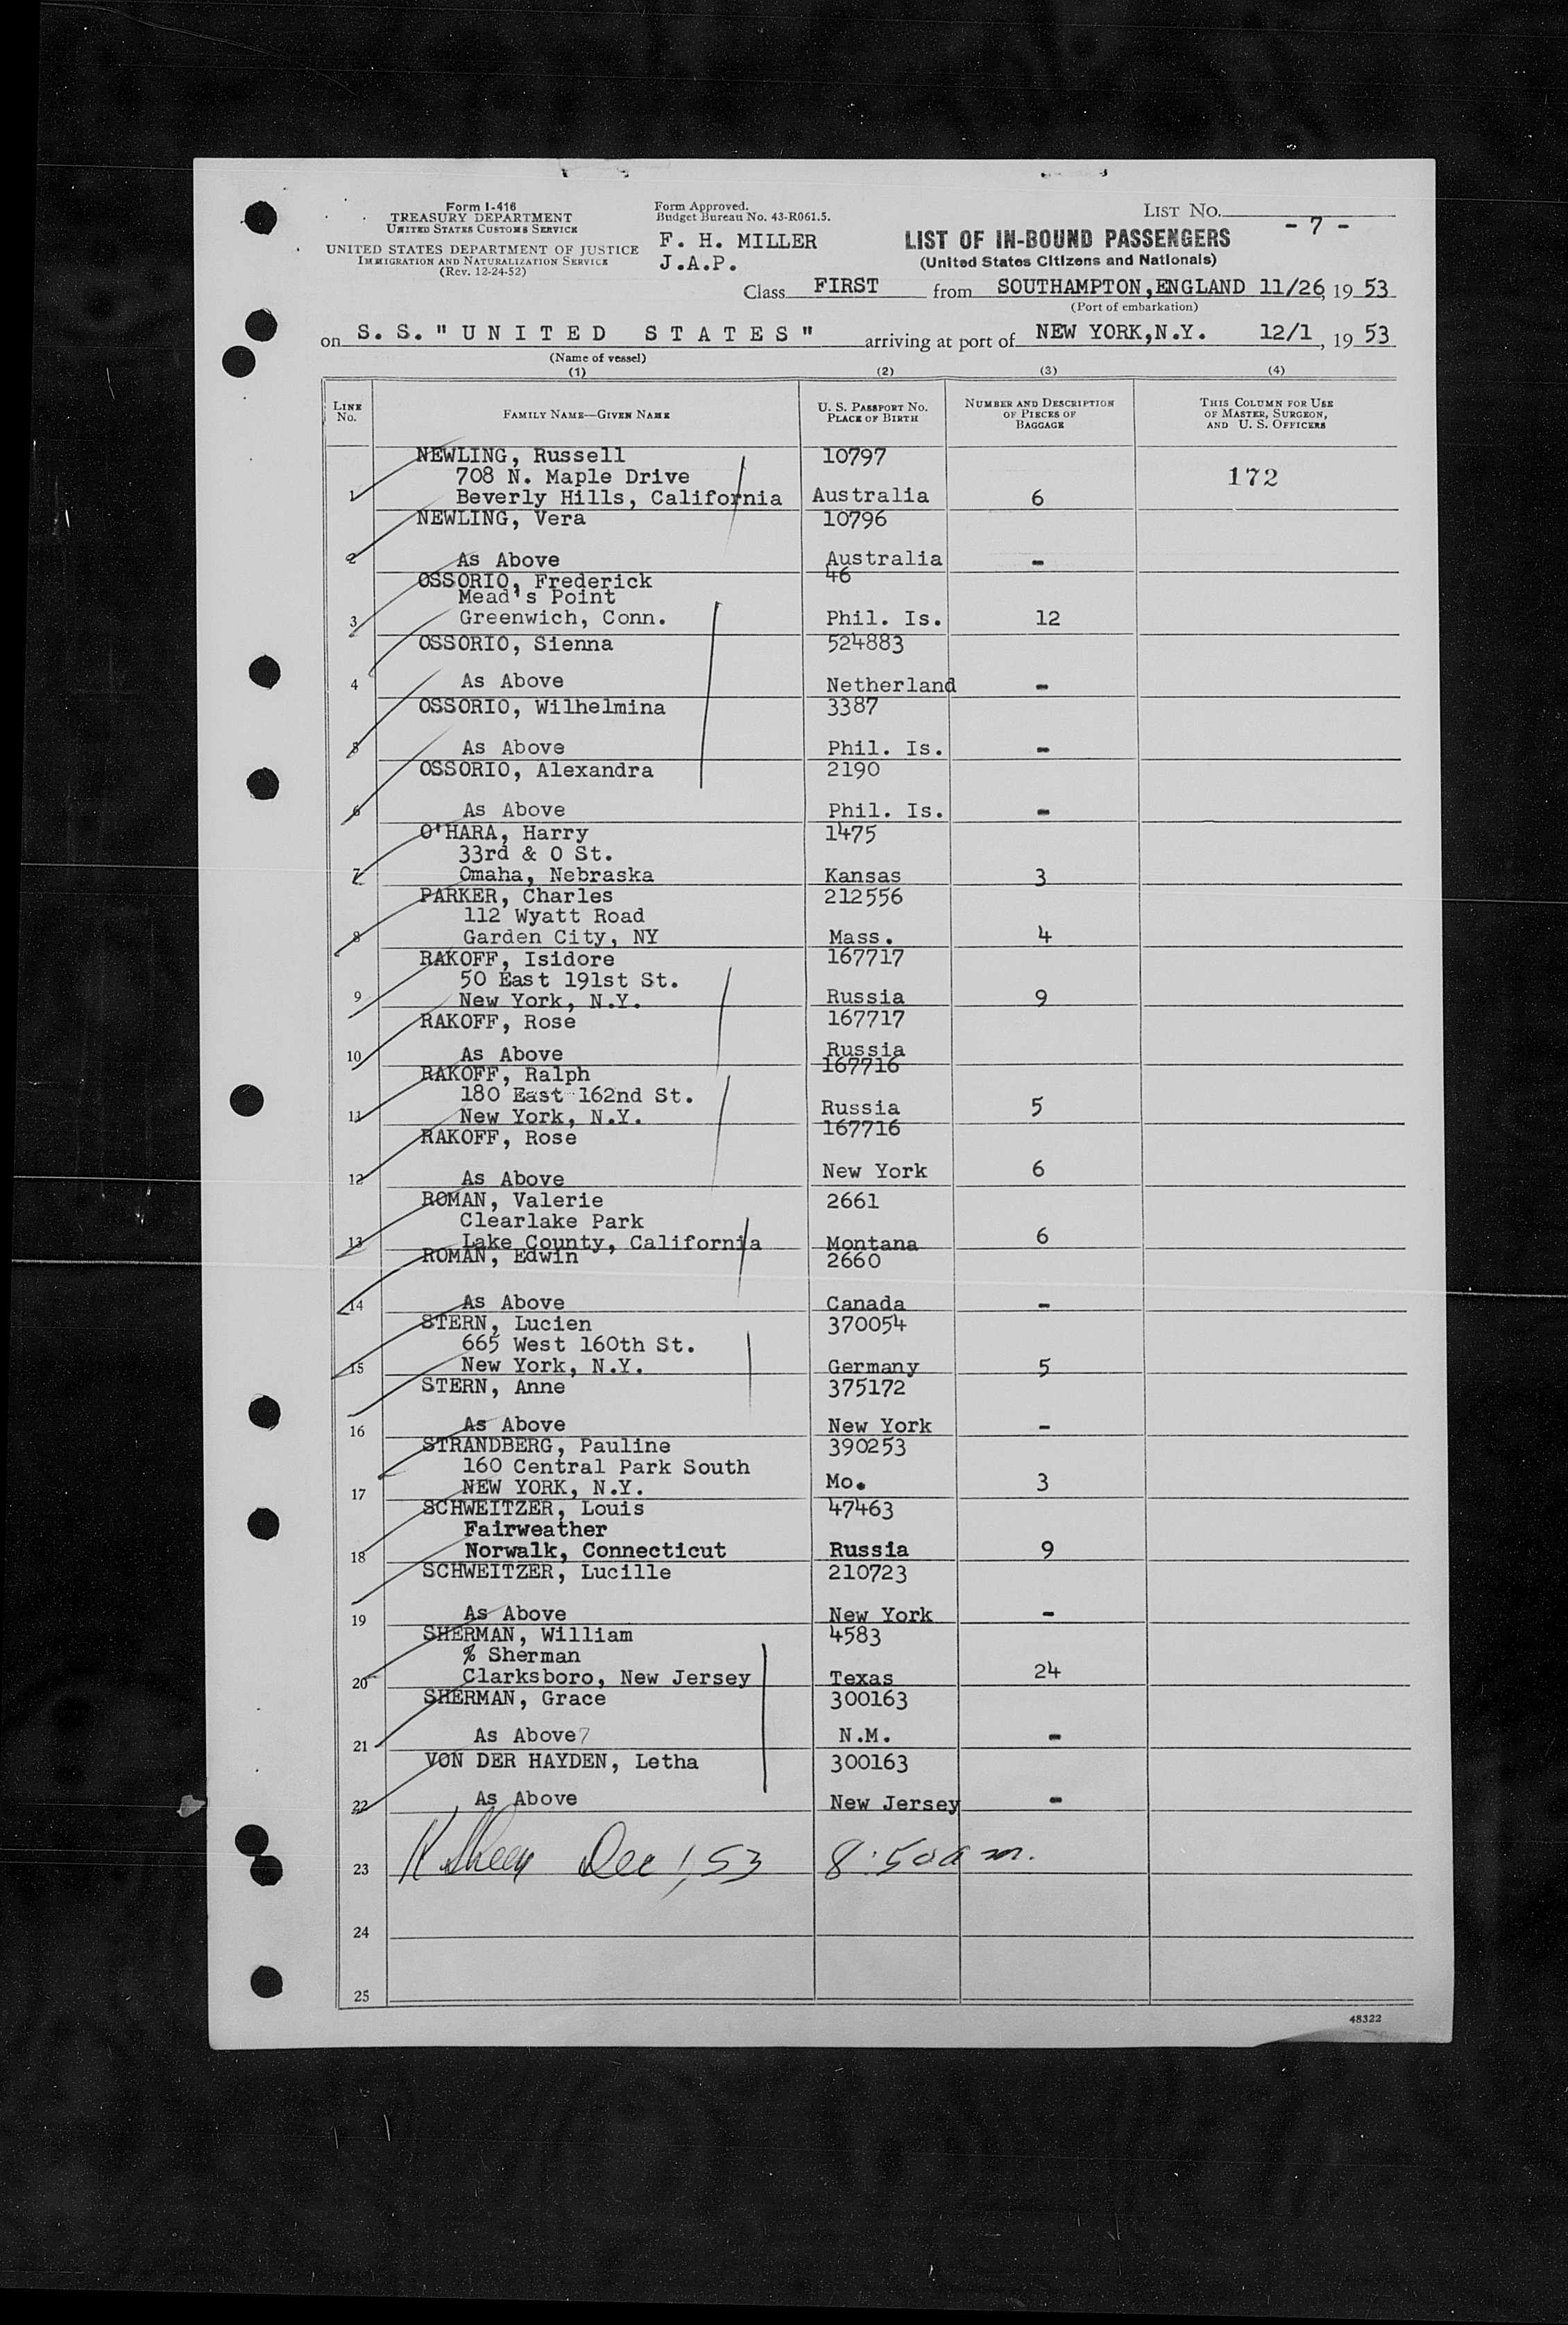 Form I-416
TREASURY DEPARTMENT
UNITED STATES CUSTOMS SERVICE
UNITED STATES DEPARTMENT OF JUSTICE
IMMIGRATION AND NATURALIZATION SERVICE
(Rev. 12-24-52)
Form Approved.
Budget Bureau No. 43-R061.5.
F. H. MILLER
J.A.P.
LIST NO. - 7 -
LIST OF IN-BOUND PASSENGERS
(United States Citizens and Nationals)
Class FIRST from SOUTHAMPTON,ENGLAND 11/26, 19 53
(Port of embarkation)
on S. S. "UNITED STATES" arriving at port of NEW YORK,N.Y. 12/1, 19 53
(Name of vessel)
(1) (2) (3) (4)
LINE NO. FAMILY NAME—GIVEN NAME U. S. PASSPORT NO. PLACE OF BIRTH NUMBER AND DESCRIPTION OF PIECES OF BAGGAGE THIS COLUMN FOR USE OF MASTER, SURGEON, AND U. S. OFFICERS
NEWLING, Russell 10797
708 N. Maple Drive 172
1 Beverly Hills, California Australia 6
NEWLING, Vera 10796
2 As Above Australia -
OSSORIO, Frederick 46
Mead's Point
3 Greenwich, Conn. Phil. Is. 12
OSSORIO, Sienna 524883
4 As Above Netherland -
OSSORIO, Wilhelmina 3387
5 As Above Phil. Is. -
OSSORIO, Alexandra 2190
6 As Above Phil. Is. -
O'HARA, Harry 1475
33rd & O St.
7 Omaha, Nebraska Kansas 3
PARKER, Charles 212556
112 Wyatt Road
8 Garden City, NY Mass. 4
RAKOFF, Isidore 167717
50 East 191st St.
9 New York, N.Y. Russia 9
RAKOFF, Rose 167717
10 As Above Russia
RAKOFF, Ralph 167716
180 East 162nd St.
11 New York, N.Y. Russia 5
RAKOFF, Rose 167716
12 As Above New York 6
ROMAN, Valerie 2661
Clearlake Park
13 Lake County, California Montana 6
ROMAN, Edwin 2660
14 As Above Canada -
STERN, Lucien 370054
665 West 160th St.
15 New York, N.Y. Germany 5
STERN, Anne 375172
16 As Above New York -
STRANDBERG, Pauline 390253
160 Central Park South
17 NEW YORK, N.Y. Mo. 3
SCHWEITZER, Louis 47463
Fairweather
18 Norwalk, Connecticut Russia 9
SCHWEITZER, Lucille 210723
19 As Above New York -
SHERMAN, William 4583
% Sherman
20 Clarksboro, New Jersey Texas 24
SHERMAN, Grace 300163
21 As Above7 N.M. -
VON DER HAYDEN, Letha 300163
22 As Above New Jersey -
23 Dec 1, 53 8:50 a m.
24
25
48322